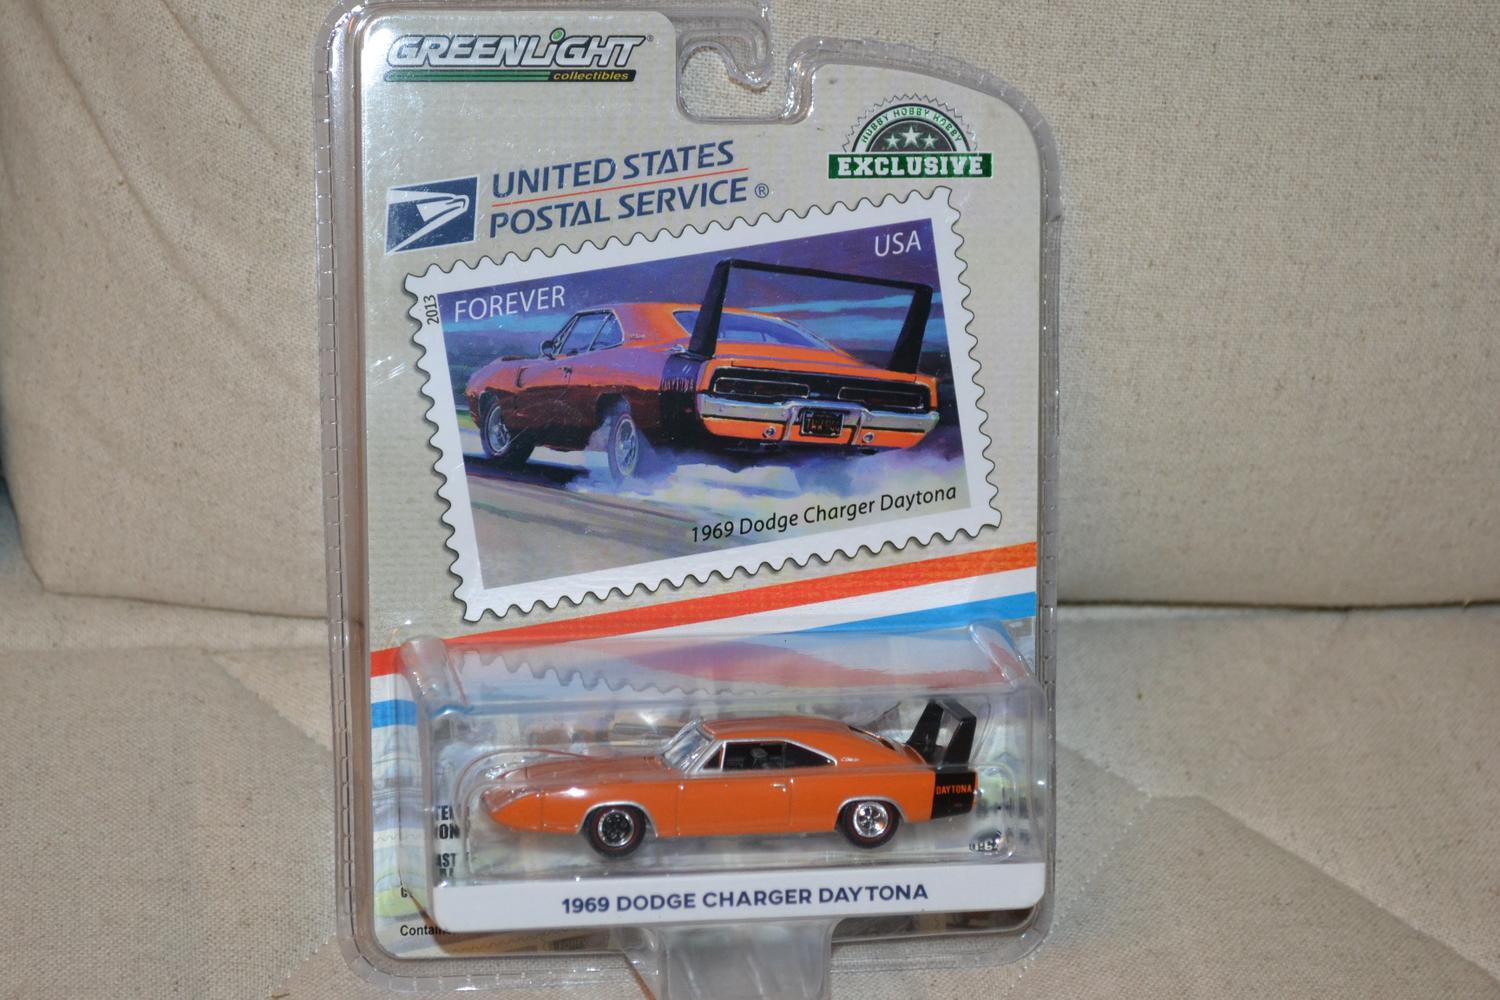 GREENLIGHT®
collectibles
HOBBY HOBBY HOBBY
EXCLUSIVE
UNITED STATES
POSTAL SERVICE®
USA
FOREVER
2013
DAYTONA
1969 Dodge Charger Daytona
DAYTONA
1969 DODGE CHARGER DAYTONA